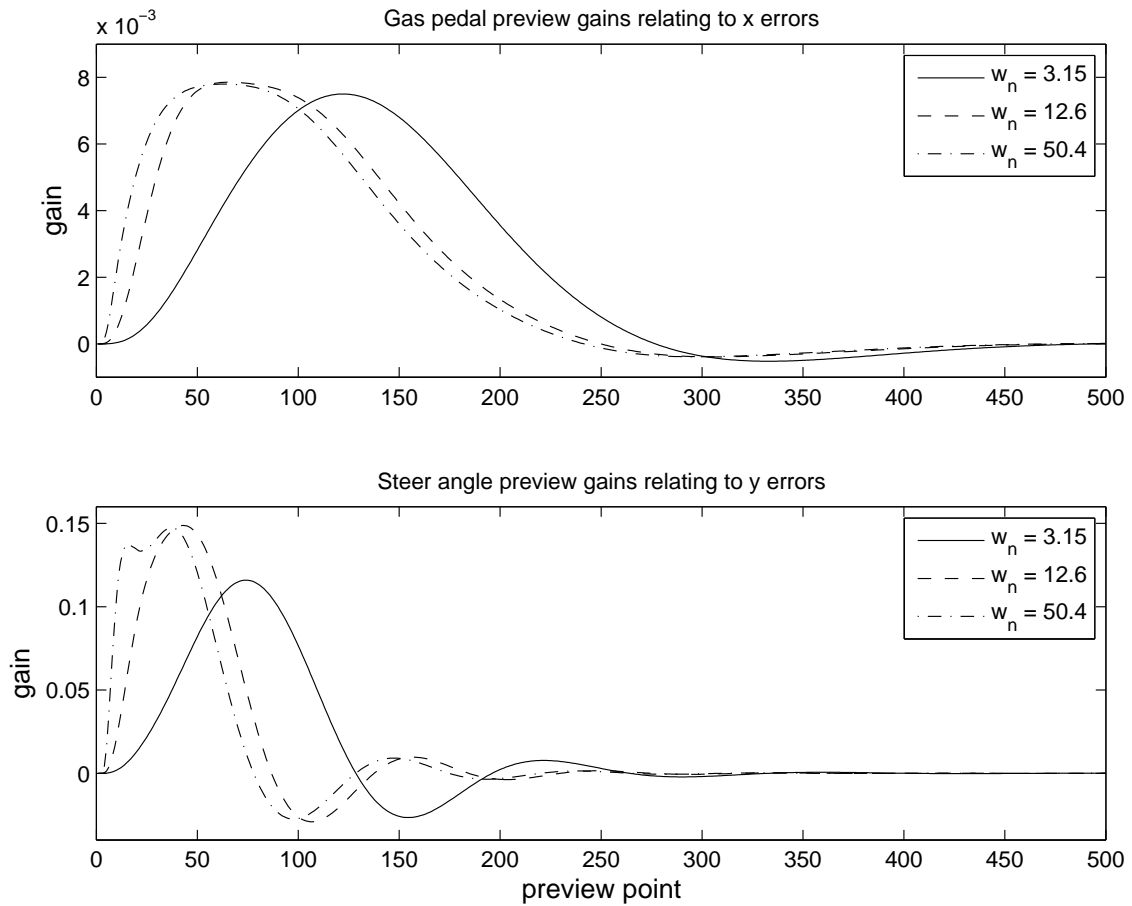 Gas pedal preview gains relating to x errors
x 10⁻³
8
6
4
2
0
gain
0 50 100 150 200 250 300 350 400 450 500
w_n = 3.15
w_n = 12.6
w_n = 50.4
Steer angle preview gains relating to y errors
0.15
0.1
0.05
0
gain
0 50 100 150 200 250 300 350 400 450 500
preview point
w_n = 3.15
w_n = 12.6
w_n = 50.4